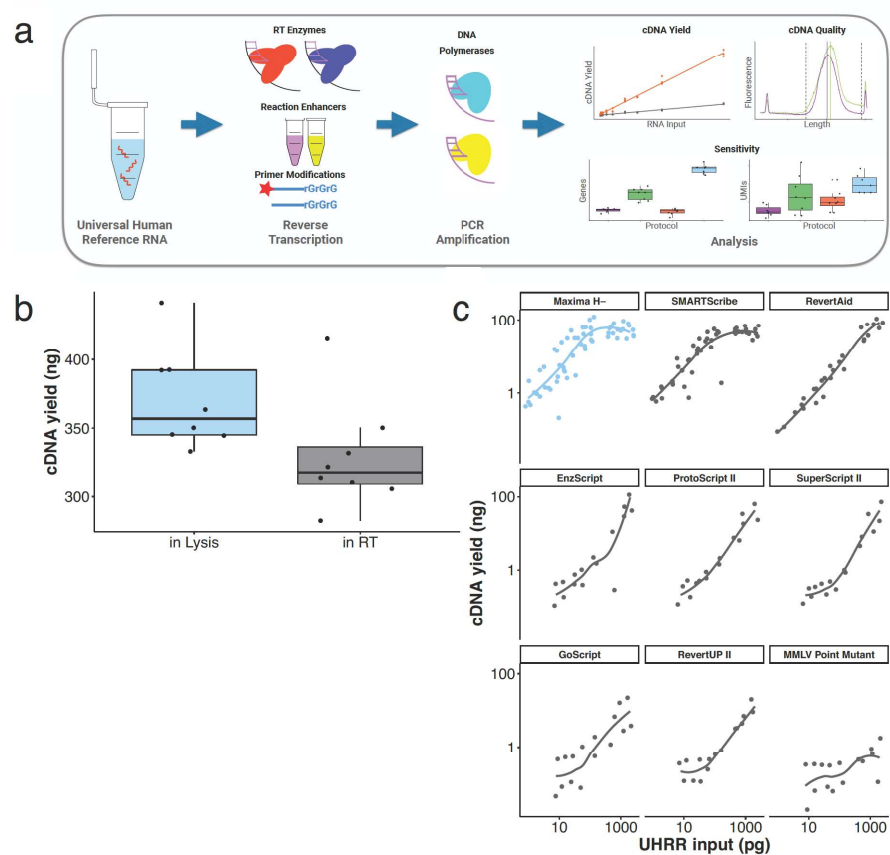 a
RT Enzymes
DNA
Polymerases
cDNA Yield
cDNA Quality
cDNA Yield
RNA Input
Fluorescence
Length
Reaction Enhancers
Primer Modifications
rGrGrG
rGrGrG
Sensitivity
Genes
Protocol
UMIs
Protocol
Universal Human
Reference RNA
Reverse
Transcription
PCR
Amplification
Analysis
b
cDNA yield (ng)
400
350
300
in Lysis
in RT
c
Maxima H–
SMARTScribe
RevertAid
100
1
EnzScript
ProtoScript II
SuperScript II
100
1
cDNA yield (ng)
GoScript
RevertUP II
MMLV Point Mutant
100
1
10
1000
10
1000
10
1000
UHRR input (pg)